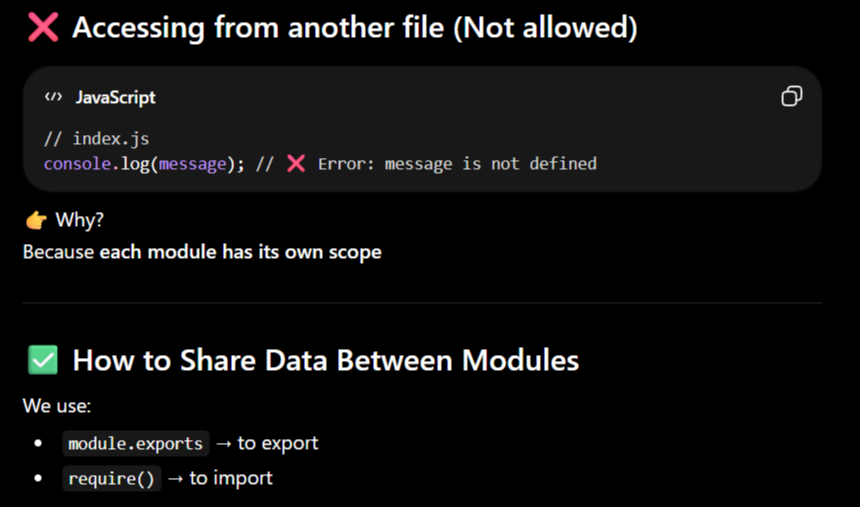 ❌ Accessing from another file (Not allowed)
</> JavaScript
// index.js
console.log(message); // ❌ Error: message is not defined
👉 Why?
Because each module has its own scope
✅ How to Share Data Between Modules
We use:
• module.exports → to export
• require() → to import